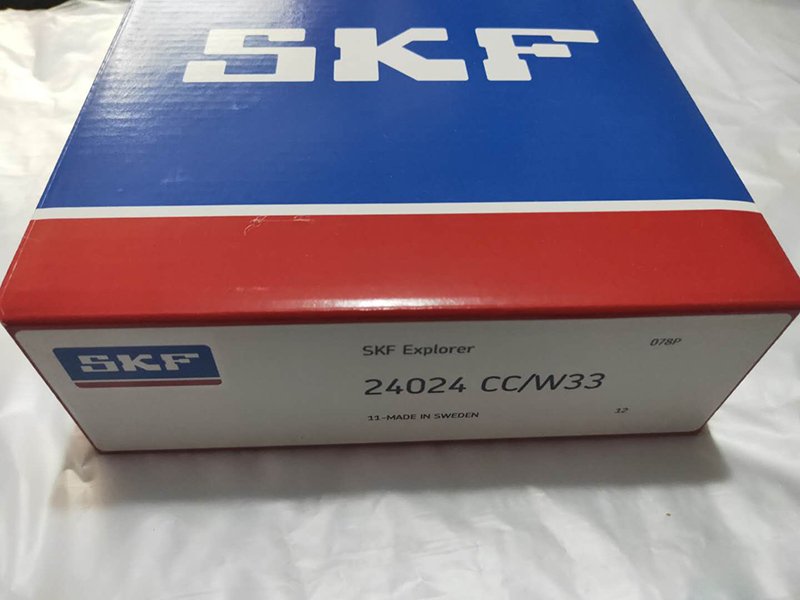 SKF
SKF
SKF Explorer
078P
24024 CC/W33
11-MADE IN SWEDEN
12